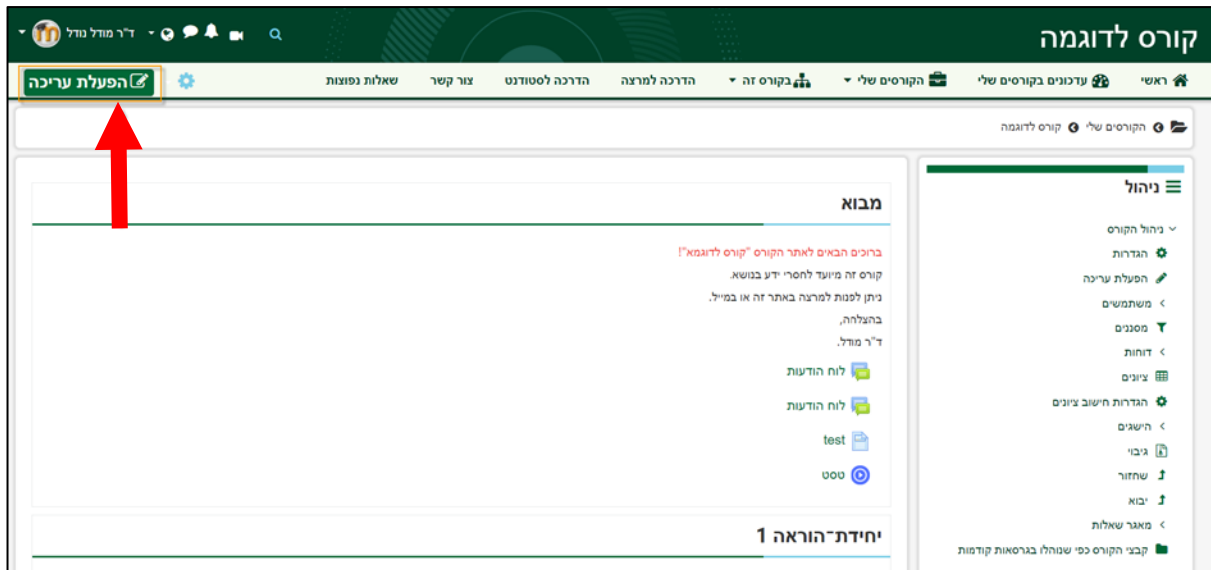 קורס לדוגמה
ד"ר מודל נודל
ראשי
עדכונים בקורסים שלי
הקורסים שלי
בקורס זה
הדרכה למרצה
הדרכה לסטודנט
צור קשר
שאלות נפוצות
הפעלת עריכה
הקורסים שלי
קורס לדוגמה
ניהול
ניהול הקורס
הגדרות
הפעלת עריכה
משתמשים
מסננים
דוחות
ציונים
הגדרות חישוב ציונים
הישגים
גיבוי
שחזור
יבוא
מאגר שאלות
קבצי הקורס כפי שנוהלו בגרסאות קודמות
מבוא
ברוכים הבאים לאתר הקורס "קורס לדוגמא"!
קורס זה מיועד לחסרי ידע בנושא.
ניתן לפנות למרצה באתר זה או במייל.
בהצלחה,
ד"ר מודל.
לוח הודעות
לוח הודעות
test
טסט
יחידת־הוראה 1